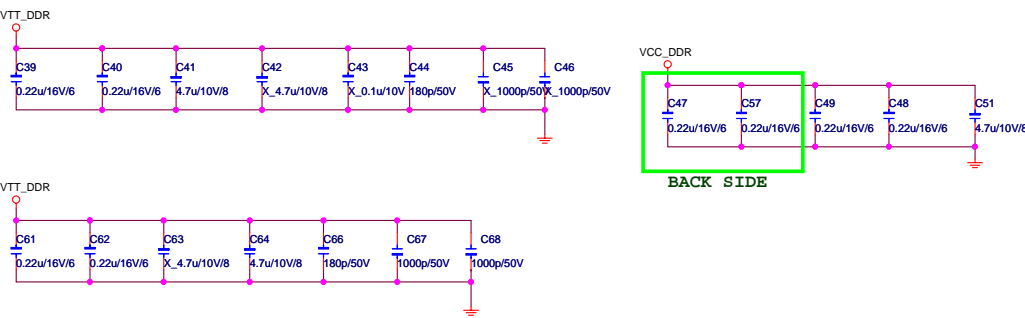 VTT_DDR
C39 C40 C41 C42 C43 C44 C45 C46
0.22u/16V/6 0.22u/16V/6 4.7u/10V/8 X_4.7u/10V/8 X_0.1u/10V 180p/50V X_1000p/50V X_1000p/50V
VCC_DDR
C47 C57 C49 C48 C51
0.22u/16V/6 0.22u/16V/6 0.22u/16V/6 0.22u/16V/6 4.7u/10V/8
BACK SIDE
VTT_DDR
C61 C62 C63 C64 C66 C67 C68
0.22u/16V/6 0.22u/16V/6 X_4.7u/10V/8 4.7u/10V/8 180p/50V 1000p/50V 1000p/50V